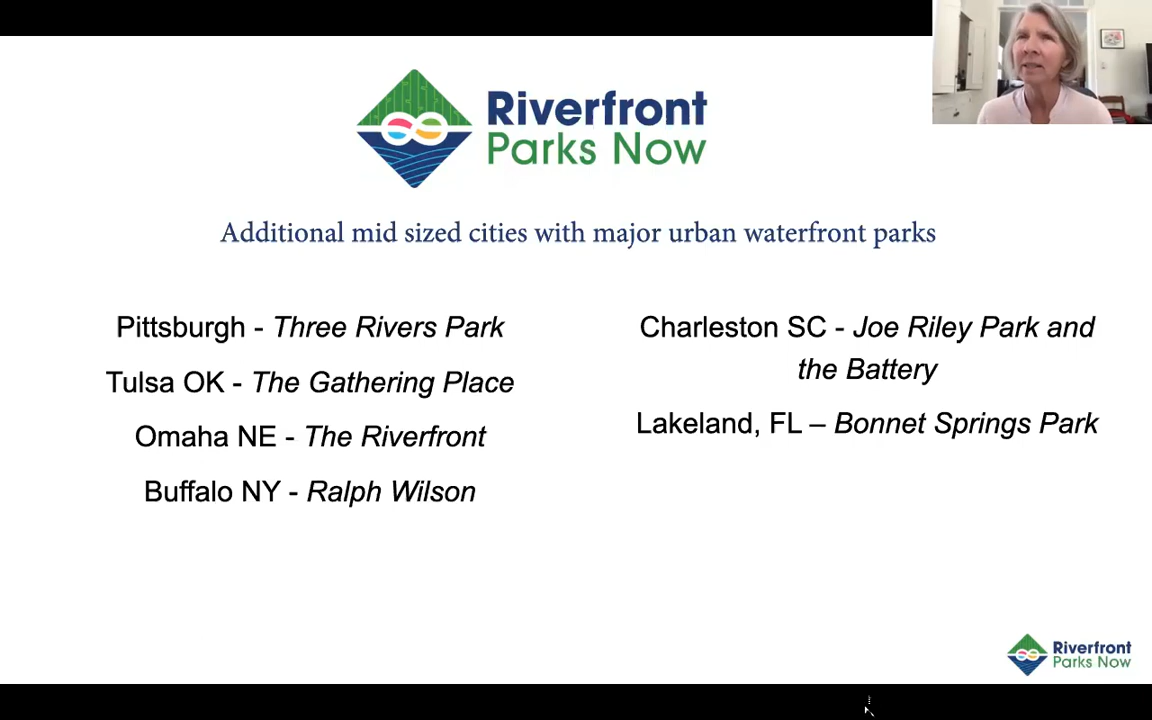 Riverfront
Parks Now
Additional mid sized cities with major urban waterfront parks
Pittsburgh - Three Rivers Park
Tulsa OK - The Gathering Place
Omaha NE - The Riverfront
Buffalo NY - Ralph Wilson
Charleston SC - Joe Riley Park and
the Battery
Lakeland, FL – Bonnet Springs Park
Riverfront
Parks Now